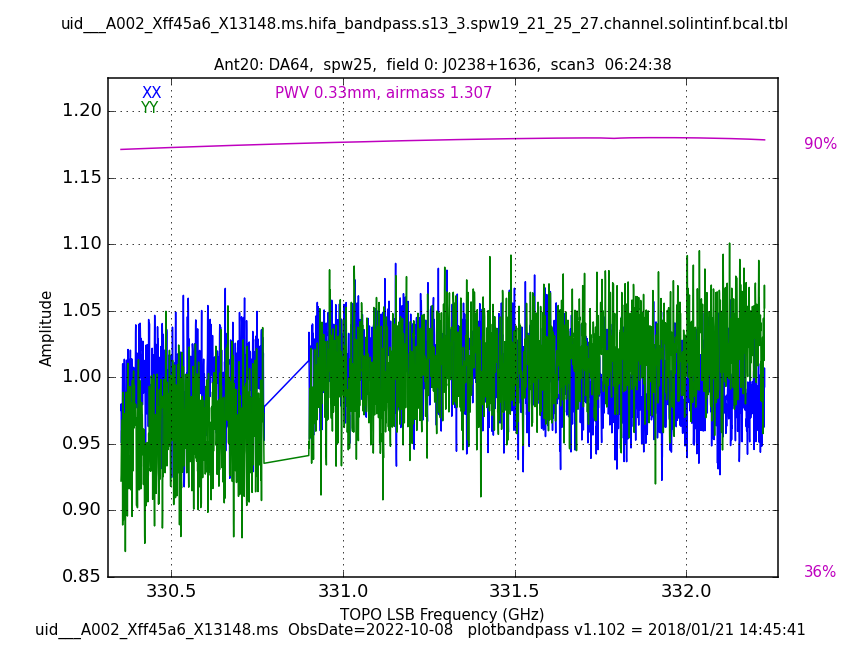 uid___A002_Xff45a6_X13148.ms.hifa_bandpass.s13_3.spw19_21_25_27.channel.solintinf.bcal.tbl
Ant20: DA64,  spw25,  field 0: J0238+1636,  scan3  06:24:38
XX
PWV 0.33mm, airmass 1.307
YY
1.20
90%
1.15
1.10
1.05
Amplitude
1.00
0.95
0.90
0.85
36%
330.5
331.0
331.5
332.0
TOPO LSB Frequency (GHz)
uid___A002_Xff45a6_X13148.ms  ObsDate=2022-10-08   plotbandpass v1.102 = 2018/01/21 14:45:41